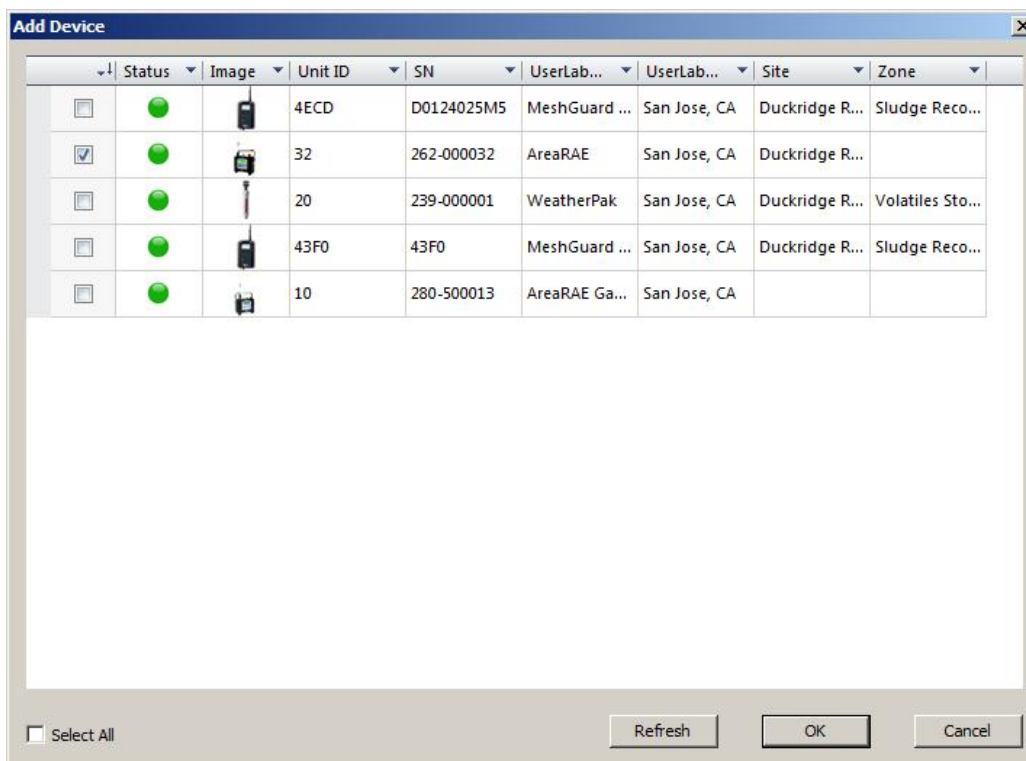 Add Device
Status Image Unit ID SN UserLab... UserLab... Site Zone
4ECD D0124025M5 MeshGuard ... San Jose, CA Duckridge R... Sludge Reco...
32 262-000032 AreaRAE San Jose, CA Duckridge R...
20 239-000001 WeatherPak San Jose, CA Duckridge R... Volatiles Sto...
43F0 43F0 MeshGuard ... San Jose, CA Duckridge R... Sludge Reco...
10 280-500013 AreaRAE Ga... San Jose, CA
Select All Refresh OK Cancel